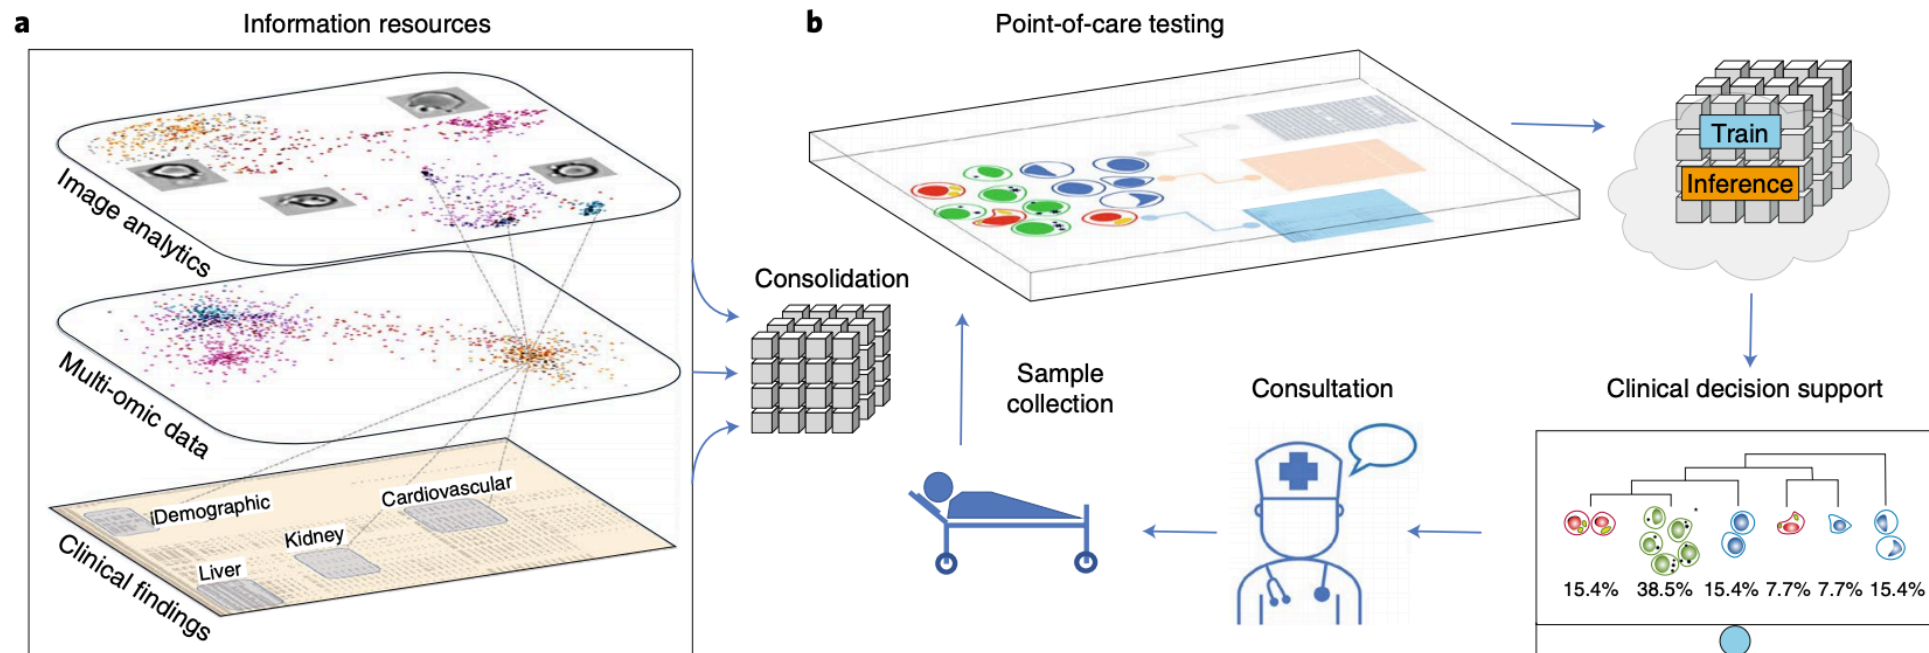 a
Information resources
Image analytics
Multi-omic data
Clinical findings
Demographic
Cardiovascular
Kidney
Liver
Consolidation
b
Point-of-care testing
Train
Inference
Sample
collection
Consultation
Clinical decision support
15.4% 38.5% 15.4% 7.7% 7.7% 15.4%